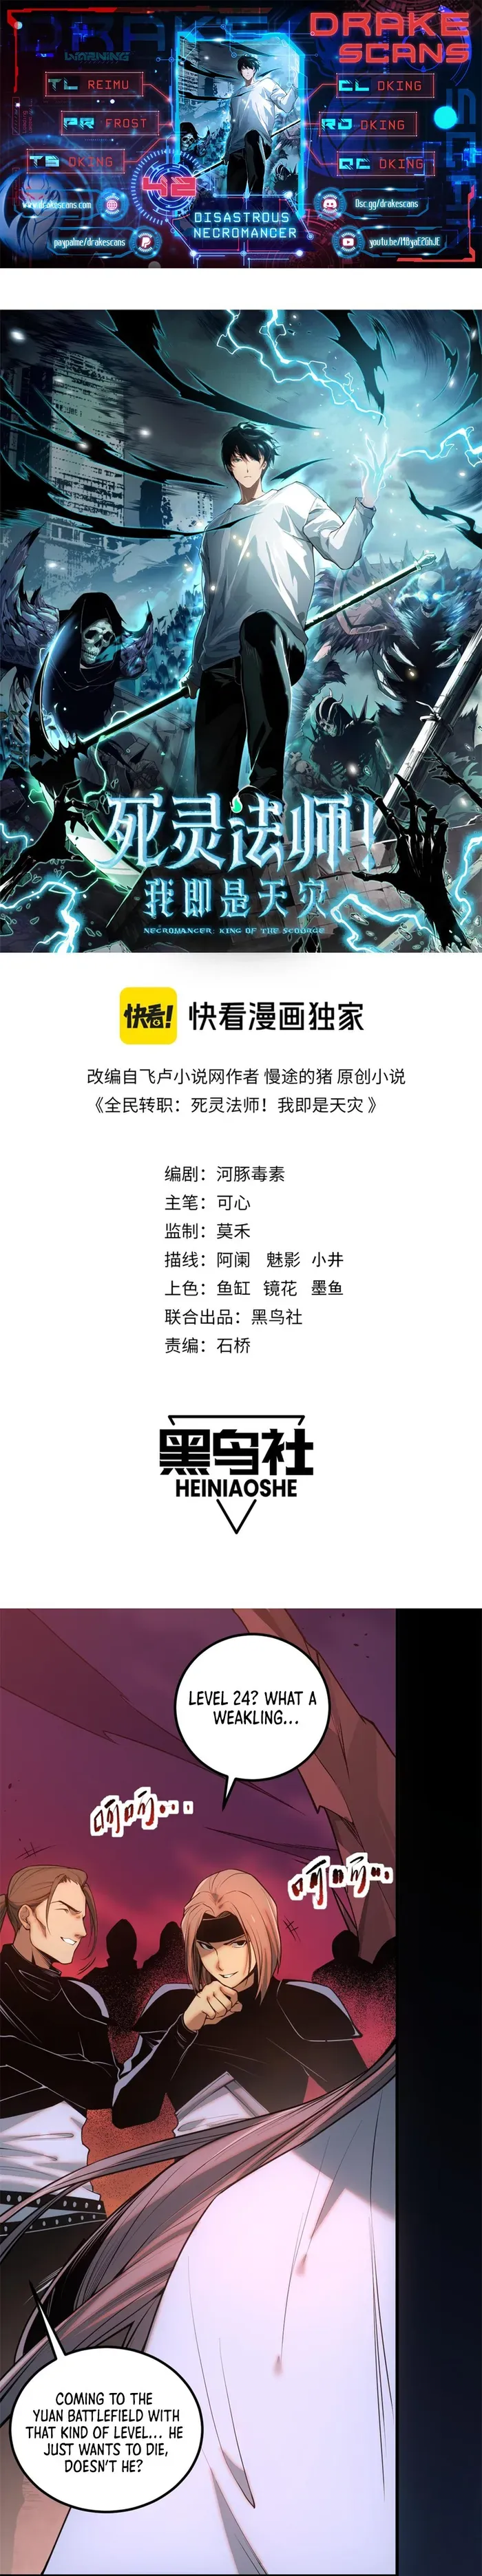 DRAKE
SCANS
WARNING
TL REIMU
CL DKING
PR FROST
RD DKING
TS DKING
QC DKING
42
www.drakescans.com
Dsc.gg/drakescans
DISASTROUS
NECROMANCER
paypalme/drakescans
死灵法师!
我即是天灾
NECROMANCER: KING OF THE SCOURGE
快看! 快看漫画独家
改编自飞卢小说网作者 慢途的猪 原创小说
《全民转职：死灵法师！我即是天灾 》
编剧：河豚毒素
主笔：可心
监制：莫禾
描线：阿阑 魅影 小井
上色：鱼缸 镜花 墨鱼
联合出品：黑鸟社
责编：石桥
黑鸟社
HEINIAOSHE
LEVEL 24? WHAT A
WEAKLING...
呵呵...
呵呵...
COMING TO THE
YUAN BATTLEFIELD WITH
THAT KIND OF LEVEL... HE
JUST WANTS TO DIE,
DOESN'T HE?